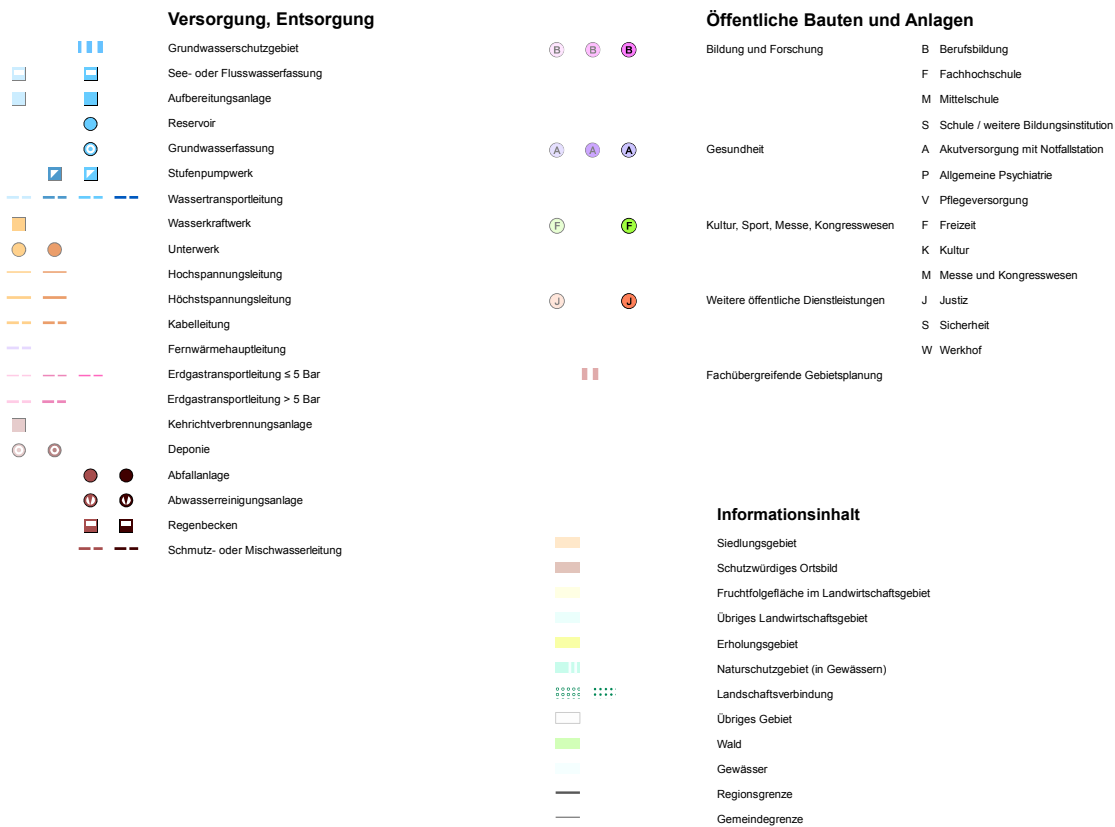 Versorgung, Entsorgung
Grundwasserschutzgebiet
See- oder Flusswasserfassung
Aufbereitungsanlage
Reservoir
Grundwasserfassung
Stufenpumpwerk
Wassertransportleitung
Wasserkraftwerk
Unterwerk
Hochspannungsleitung
Höchstspannungsleitung
Kabelleitung
Fernwärmehauptleitung
Erdgastransportleitung ≤ 5 Bar
Erdgastransportleitung > 5 Bar
Kehrichtverbrennungsanlage
Deponie
Abfallanlage
Abwasserreinigungsanlage
Regenbecken
Schmutz- oder Mischwasserleitung
Öffentliche Bauten und Anlagen
B B B Bildung und Forschung B Berufsbildung
F Fachhochschule
M Mittelschule
S Schule / weitere Bildungsinstitution
A A A Gesundheit A Akutversorgung mit Notfallstation
P Allgemeine Psychiatrie
V Pflegeversorgung
F F Kultur, Sport, Messe, Kongresswesen F Freizeit
K Kultur
M Messe und Kongresswesen
J J Weitere öffentliche Dienstleistungen J Justiz
S Sicherheit
W Werkhof
Fachübergreifende Gebietsplanung
Informationsinhalt
Siedlungsgebiet
Schutzwürdiges Ortsbild
Fruchtfolgefläche im Landwirtschaftsgebiet
Übriges Landwirtschaftsgebiet
Erholungsgebiet
Naturschutzgebiet (in Gewässern)
Landschaftsverbindung
Übriges Gebiet
Wald
Gewässer
Regionsgrenze
Gemeindegrenze